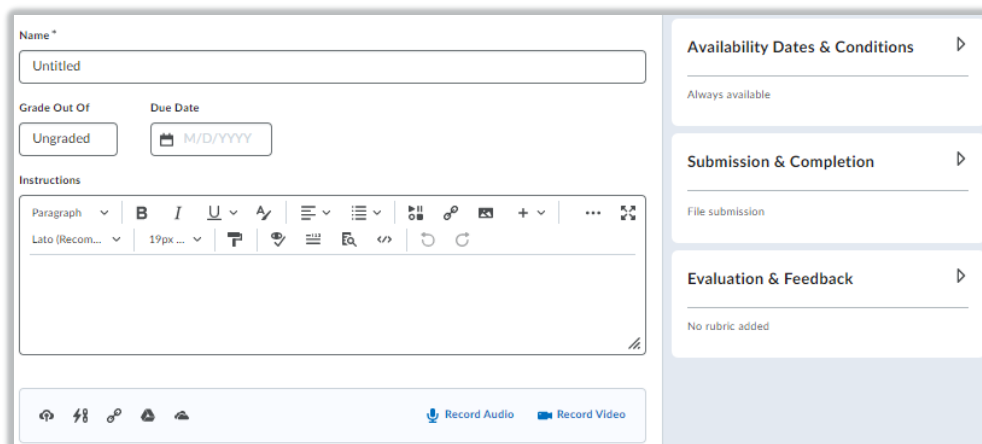 Name*
Untitled
Grade Out Of Due Date
Ungraded M/D/YYYY
Instructions
Paragraph B I U
Lato (Recom... 19px ...
Record Audio Record Video
Availability Dates & Conditions
Always available
Submission & Completion
File submission
Evaluation & Feedback
No rubric added